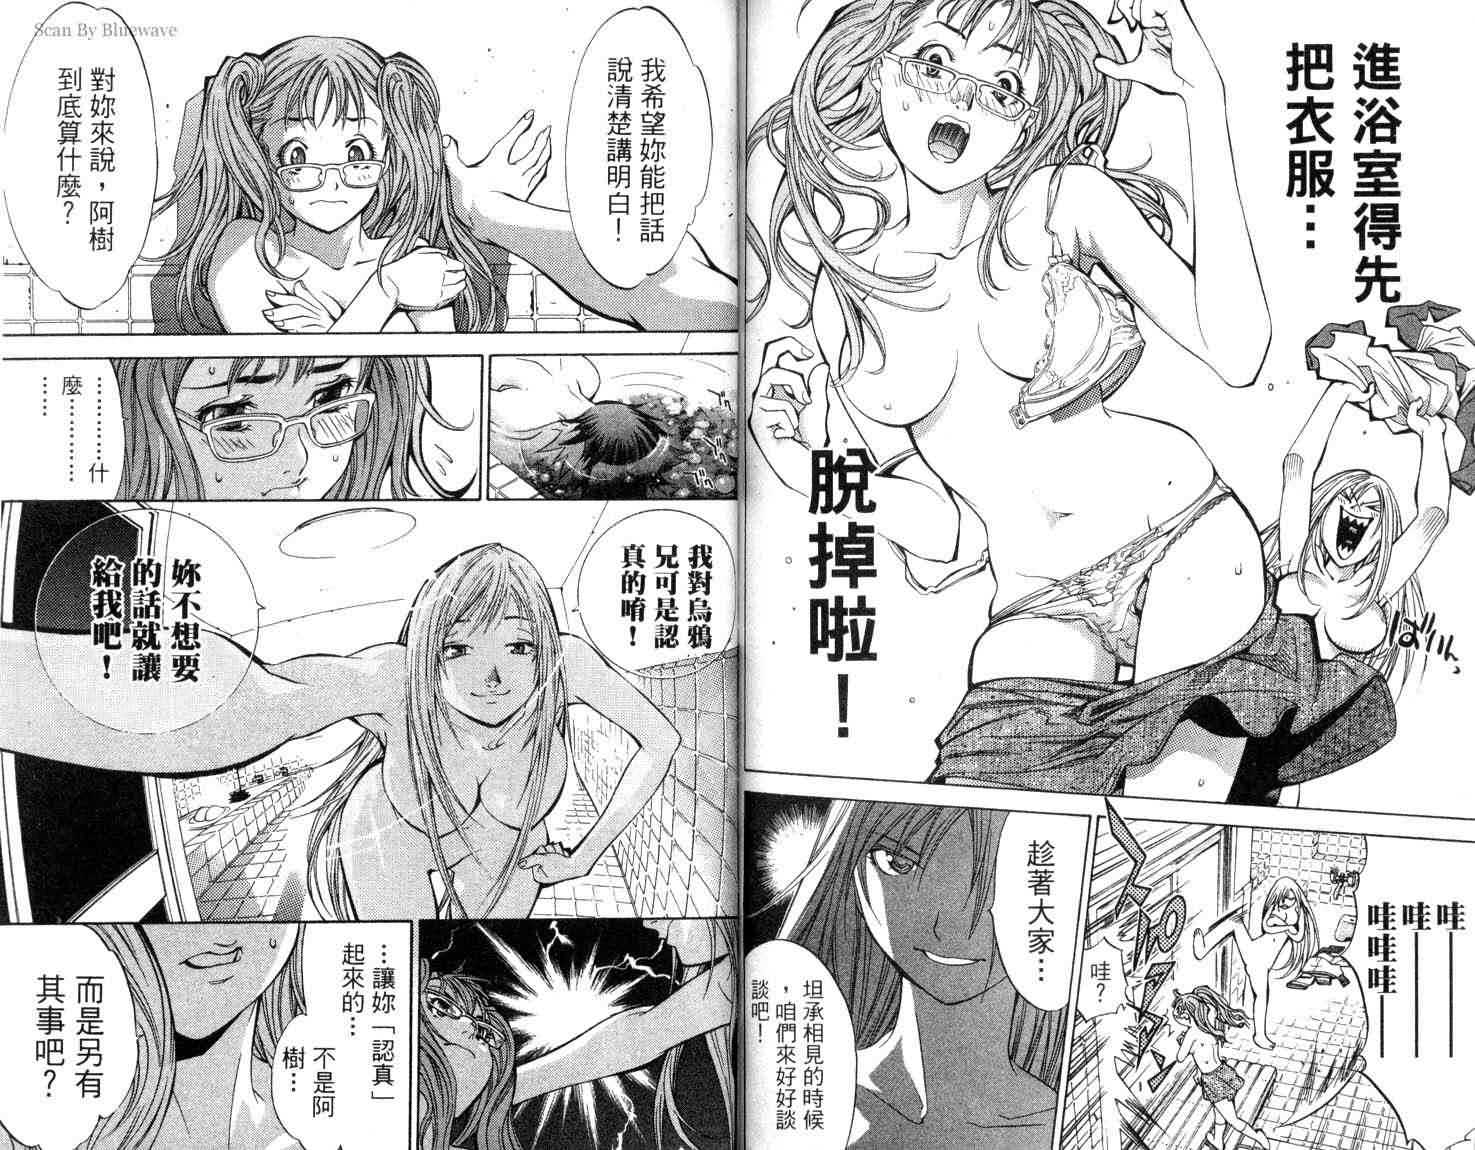 Scan By Bluewave
進浴室得先
把衣服…
脫掉啦！
ばいん。
哇——
哇——
哇哇哇——
哇？
趁著大家…
坦承相見的時候
，咱們來好好談
談吧！
我希望妳能把話
說清楚講明白！
對妳來說，阿樹
到底算什麼？
………什
麼…………
……
我對烏鴉
兄可是認
真的唷！
妳不想要
的話就讓
給我吧！
…讓妳「認真」
起來的…
不是阿
樹…
而是另有
其事吧？